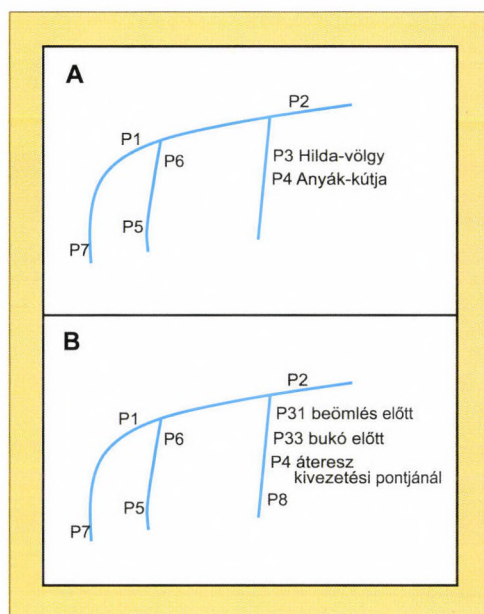 A
P2
P1
P6
P3 Hilda-völgy
P4 Anyák-kútja
P5
P7
B
P2
P1
P31 beömlés előtt
P6
P33 bukó előtt
P4 áteresz
kivezetési pontjánál
P8
P5
P7